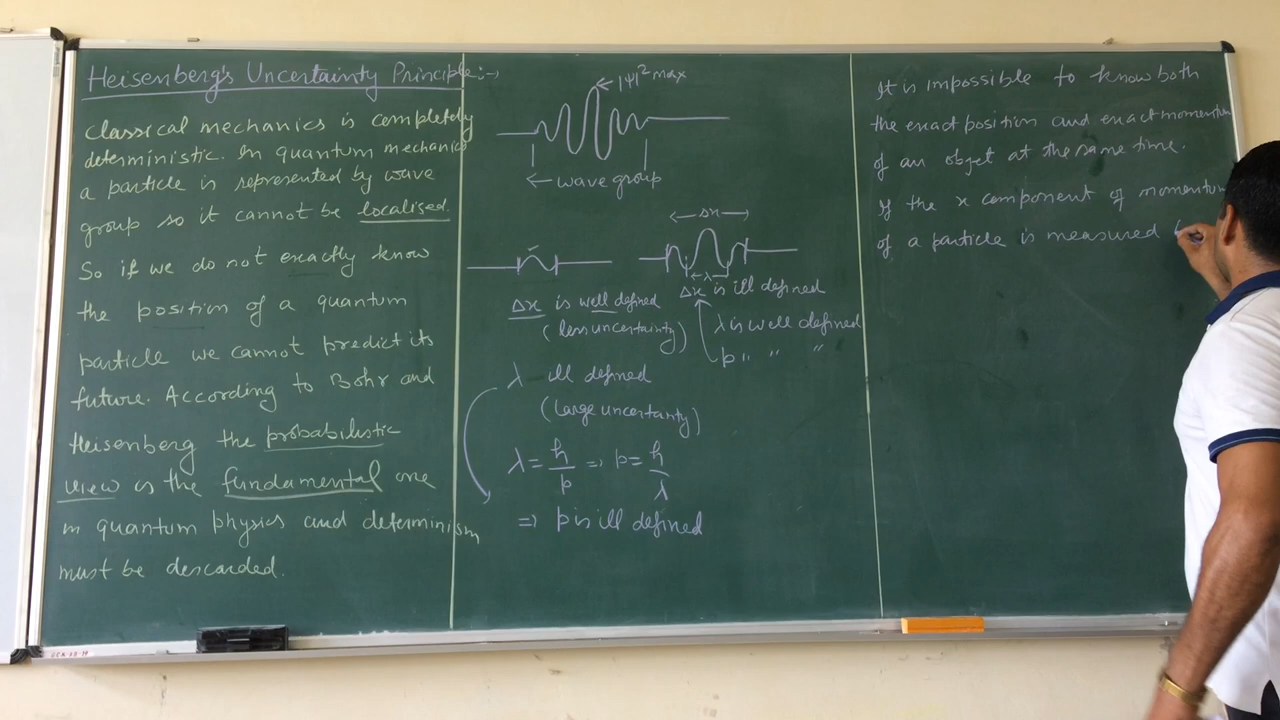 Heisenberg's Uncertainty Principle:-
Classical mechanics is completely
deterministic. In quantum mechanics
a particle is represented by wave
group so it cannot be localised.
So if we do not exactly know
the position of a quantum
particle we cannot predict its
future. According to Bohr and
Heisenberg the probabilistic
view is the fundamental one
in quantum physics and determinism
must be descarded.
|Ψ|² max
← wave group
← Δx →
Δx is well defined
(less uncertainty)
λ ill defined
(large uncertanty)
λ = h/p ⇒ p = h/λ
⇒ p is ill defined
←λ→
Δx is ill defined
λ is well defined
p " " "
It is impossible to know both
the exact position and exact momentum
of an objet at the same time.
If the x component of momentum
of a particle is measured